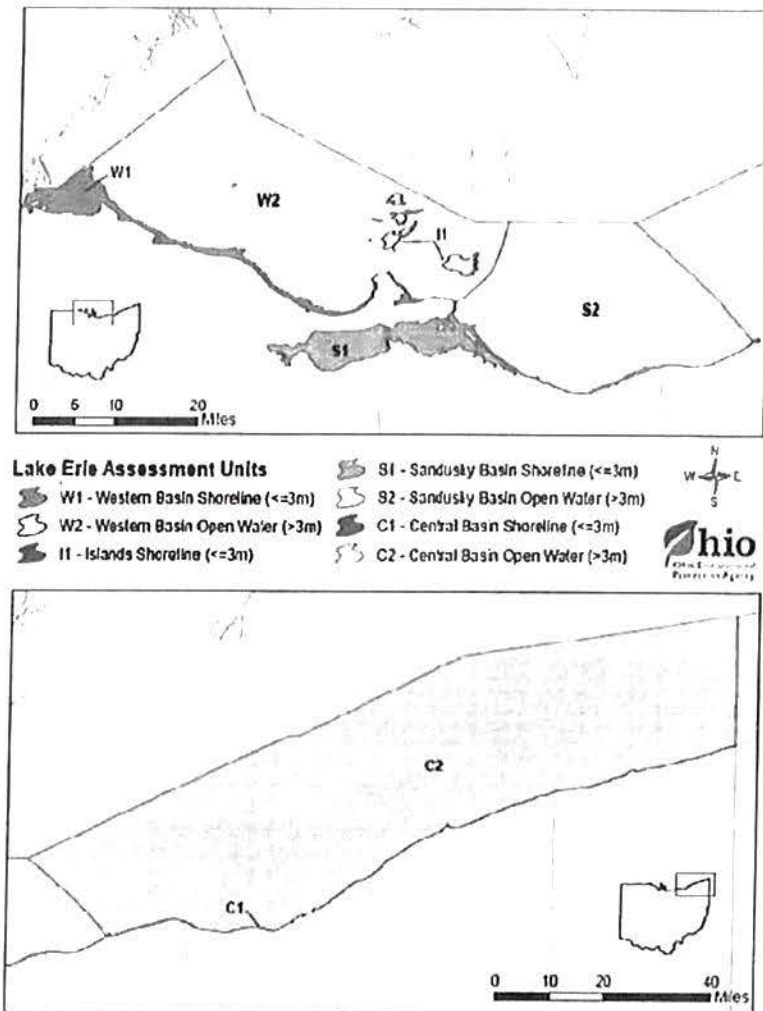 W1
W2
I1
S2
S1
0 5 10 20
Miles
Lake Erie Assessment Units
W1 - Western Basin Shoreline (<=3m)
W2 - Western Basin Open Water (>3m)
I1 - Islands Shoreline (<=3m)
S1 - Sandusky Basin Shoreline (<=3m)
S2 - Sandusky Basin Open Water (>3m)
C1 - Central Basin Shoreline (<=3m)
C2 - Central Basin Open Water (>3m)
N
W E
S
Ohio
C2
C1
0 10 20 40
Miles